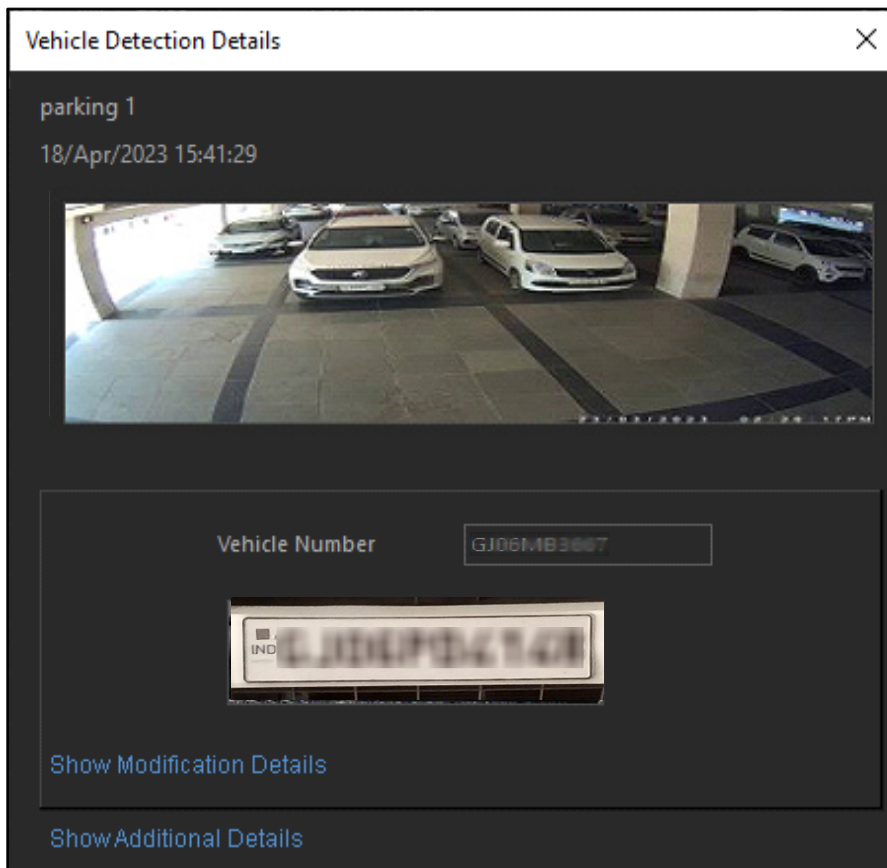 Vehicle Detection Details
parking 1
18/Apr/2023 15:41:29
Vehicle Number
IND
Show Modification Details
Show Additional Details